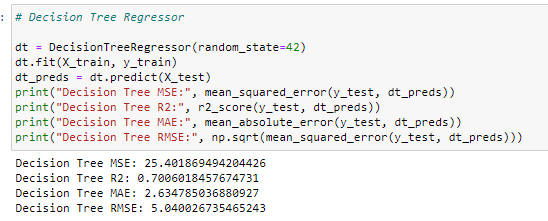 :
# Decision Tree Regressor
dt = DecisionTreeRegressor(random_state=42)
dt.fit(X_train, y_train)
dt_preds = dt.predict(X_test)
print("Decision Tree MSE:", mean_squared_error(y_test, dt_preds))
print("Decision Tree R2:", r2_score(y_test, dt_preds))
print("Decision Tree MAE:", mean_absolute_error(y_test, dt_preds))
print("Decision Tree RMSE:", np.sqrt(mean_squared_error(y_test, dt_preds)))
Decision Tree MSE: 25.401869494204426
Decision Tree R2: 0.7006018457674731
Decision Tree MAE: 2.634785036880927
Decision Tree RMSE: 5.040026735465243